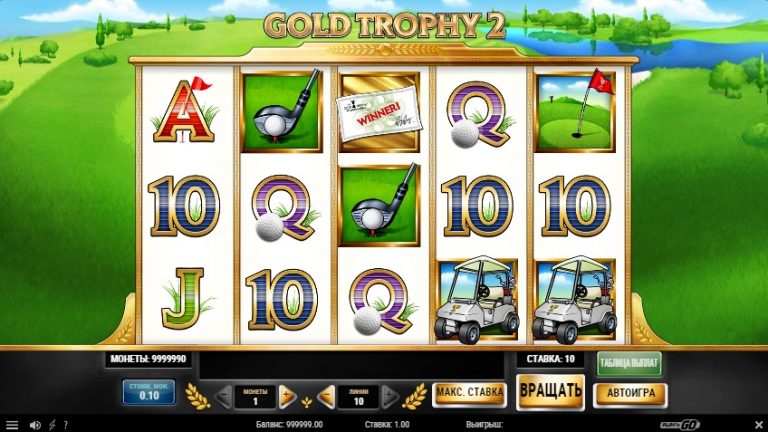 GOLD TROPHY 2
A
WINNER!
Q
10
Q
10
10
J
10
Q
МОНЕТЫ: 9999990
СТАВКА: 10
ТАБЛИЦА ВЫПЛАТ
СТОИМ. МОН.
0.10
МОНЕТЫ
1
ЛИНИИ
10
МАКС. СТАВКА
ВРАЩАТЬ
АВТОИГРА
Баланс: 999999.00
Ставка: 1.00
Выигрыш:
PLAY'n GO